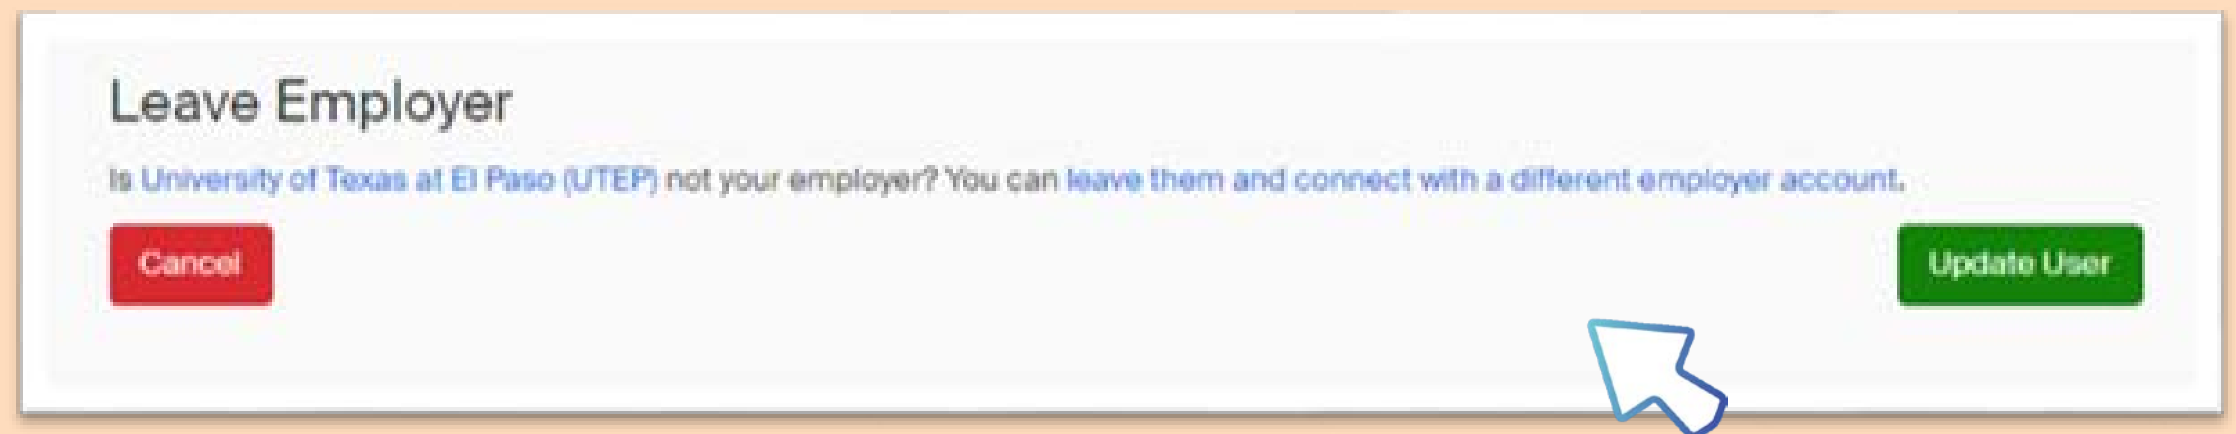 Leave Employer
Is University of Texas at El Paso (UTEP) not your employer? You can leave them and connect with a different employer account.
Cancel
Update User